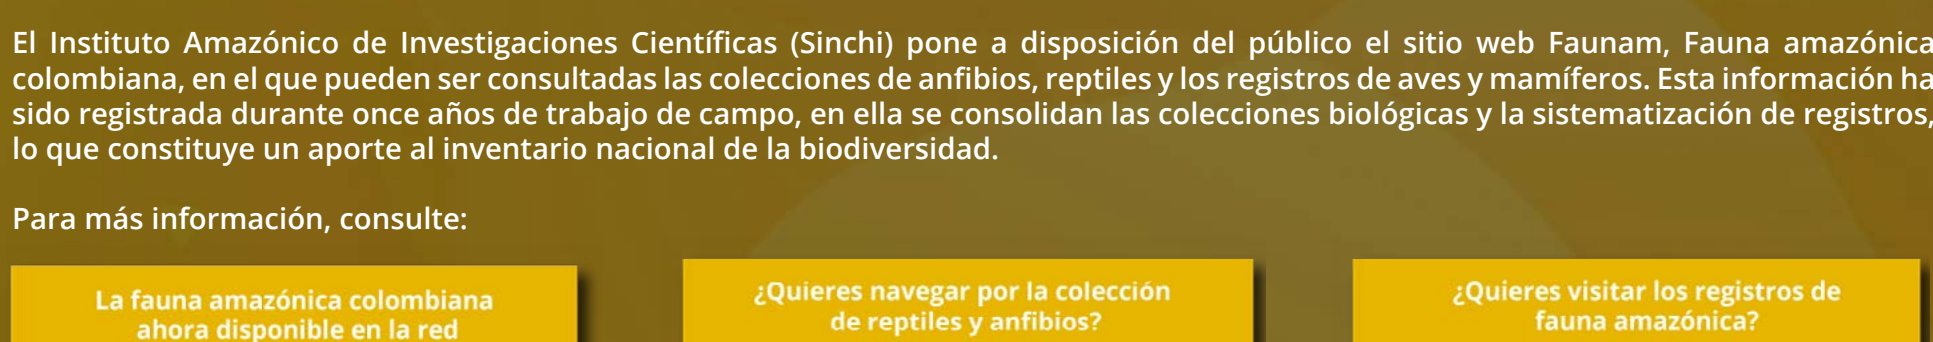 El Instituto Amazónico de Investigaciones Científicas (Sinchi) pone a disposición del público el sitio web Faunam, Fauna amazónica
colombiana, en el que pueden ser consultadas las colecciones de anfibios, reptiles y los registros de aves y mamíferos. Esta información ha
sido registrada durante once años de trabajo de campo, en ella se consolidan las colecciones biológicas y la sistematización de registros,
lo que constituye un aporte al inventario nacional de la biodiversidad.
Para más información, consulte:
La fauna amazónica colombiana
ahora disponible en la red
¿Quieres navegar por la colección
de reptiles y anfibios?
¿Quieres visitar los registros de
fauna amazónica?